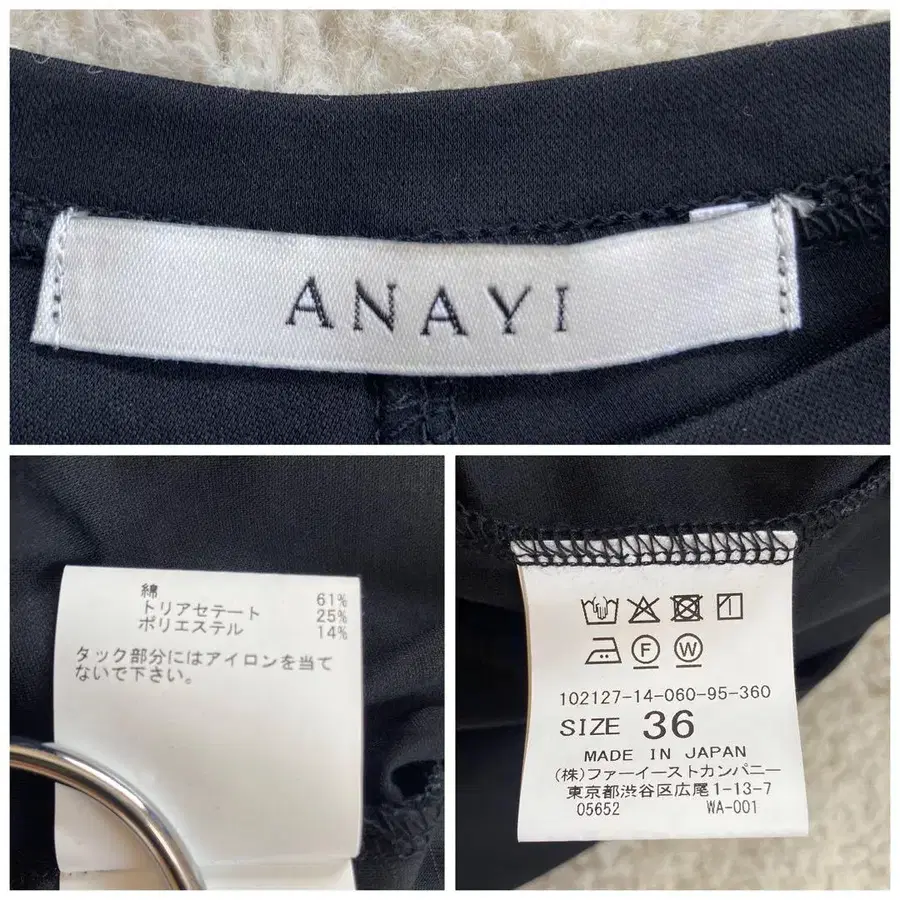 ANAYI
綿 61%
トリアセテート 25%
ポリエステル 14%
タック部分にはアイロンを当て
ないで下さい。
F W
102127-14-060-95-360
SIZE 36
MADE IN JAPAN
(株)ファーイーストカンパニー
東京都渋谷区広尾1-13-7
05652 WA-001